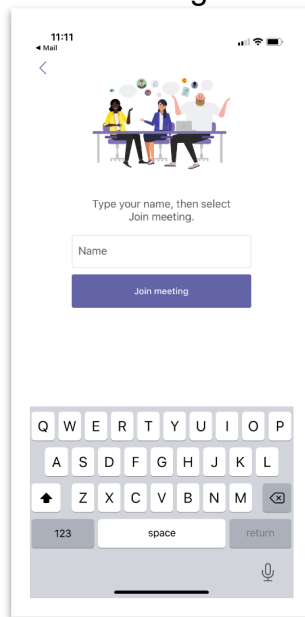 11:11
Mail
Type your name, then select
Join meeting.
Name
Join meeting
Q W E R T Y U I O P
A S D F G H J K L
Z X C V B N M
123 space return